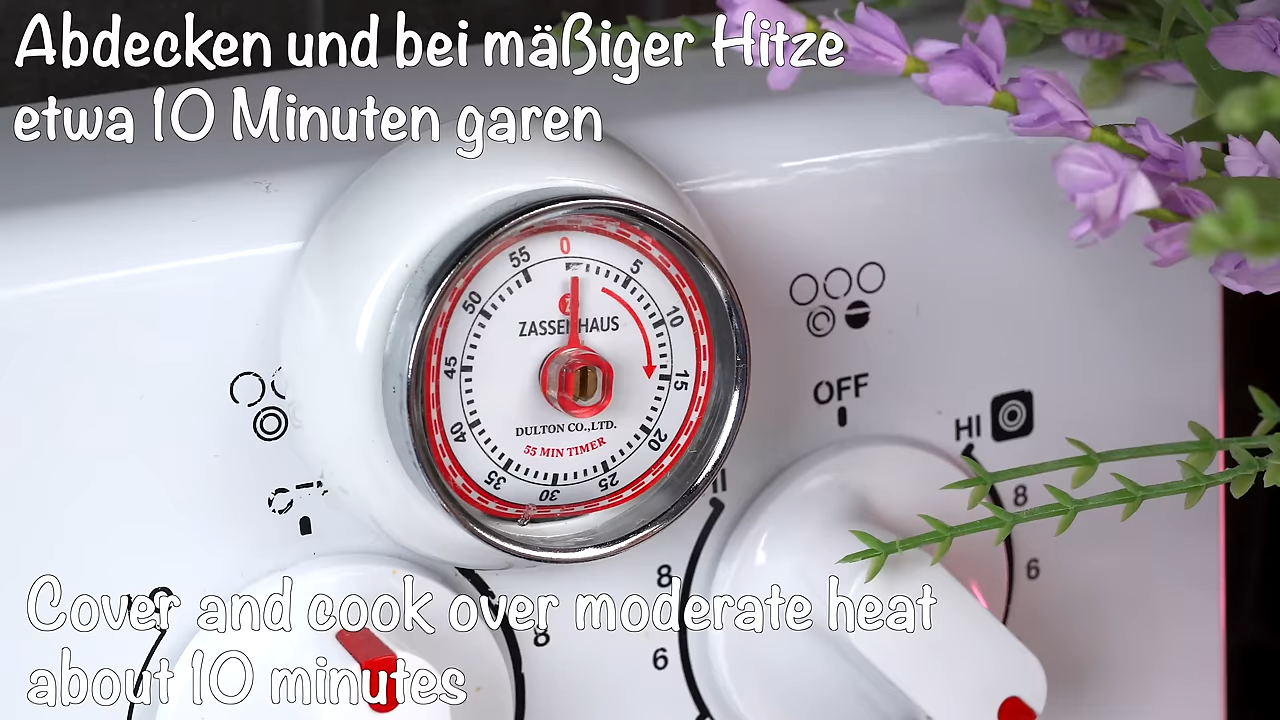 Abdecken und bei mäßiger Hitze
etwa 10 Minuten garen
0
5
10
15
20
25
30
35
40
45
50
55
ZASSENHAUS
DULTON CO.,LTD.
55 MIN TIMER
OFF
HI
8
6
8
6
8
Cover and cook over moderate heat
about 10 minutes